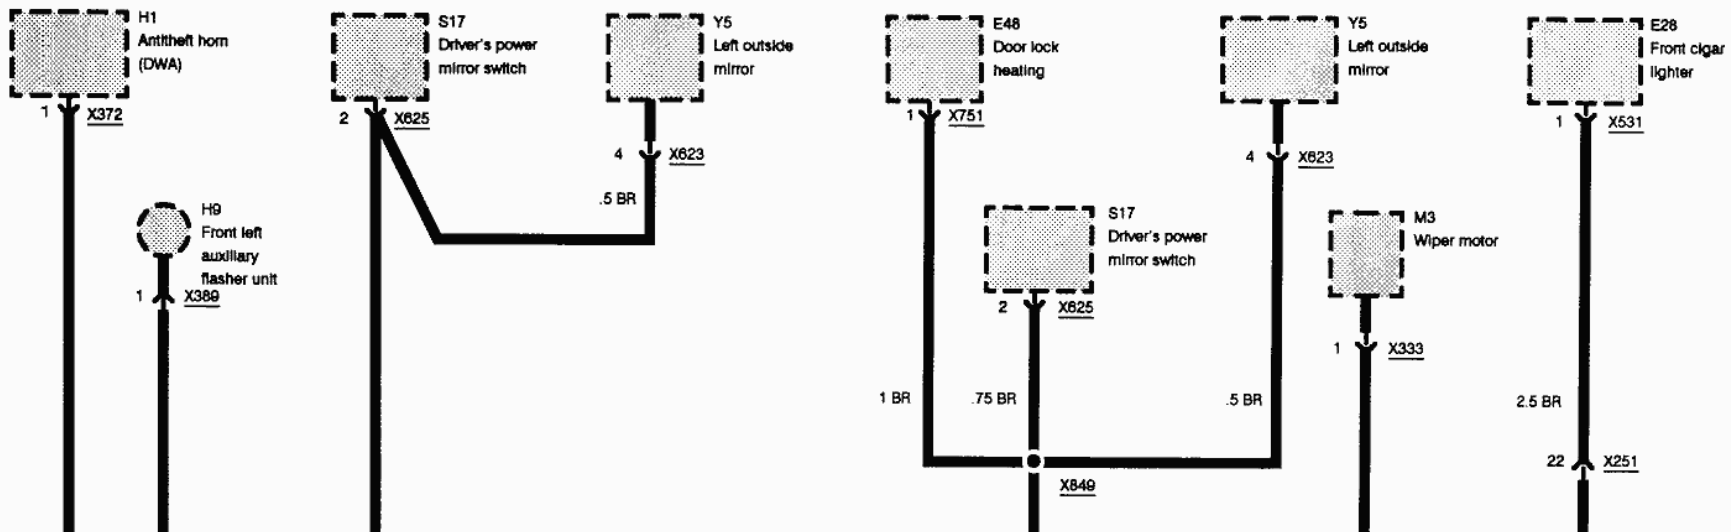 H1
Antitheft horn
(DWA)
1
X372
S17
Driver's power
mirror switch
2
X625
Y5
Left outside
mirror
4
X623
.5 BR
H9
Front left
auxiliary
flasher unit
1
X389
E48
Door lock
heating
1
X751
1 BR
S17
Driver's power
mirror switch
2
X625
.75 BR
X849
Y5
Left outside
mirror
4
X623
.5 BR
M3
Wiper motor
1
X333
E28
Front cigar
lighter
1
X531
2.5 BR
22
X251